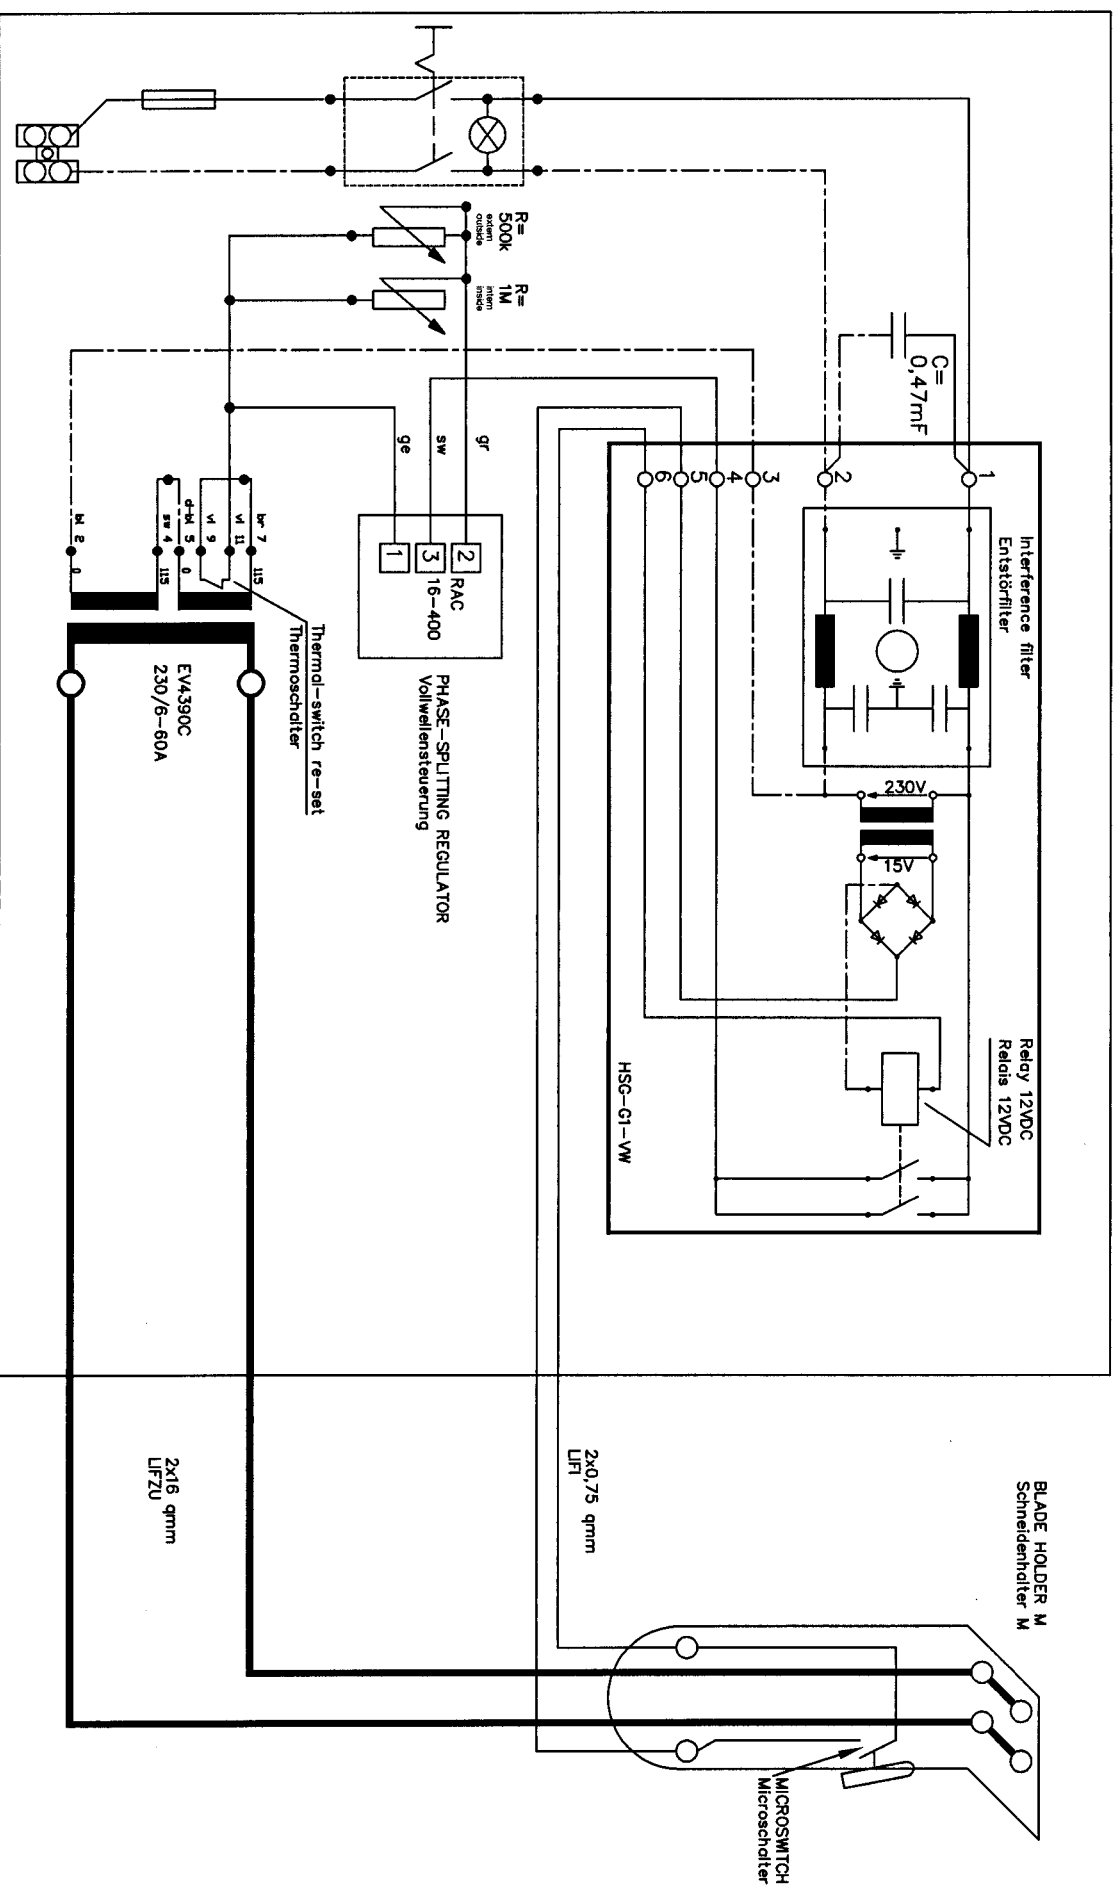 R=
500k
extern
outside
R=
1M
intern
inside
C=
0,47mF
gr
sw
ge
1
2
3
4
5
6
Interference filter
Entstörfilter
230V
15V
Relay 12VDC
Relais 12VDC
HSG-G1-VW
2
3
1
RAC
16-400
PHASE-SPLITTING REGULATOR
Vollwellensteuerung
br 7
vl 11
vl 9
d-bl 5
sw 4
bl 2
115
0
115
0
Thermal-switch re-set
Thermoschalter
EV4390C
230/6-60A
2x0,75 qmm
LIFI
2x16 qmm
LIFZU
BLADE HOLDER M
Schneidenhalter M
MICROSWITCH
Microschalter